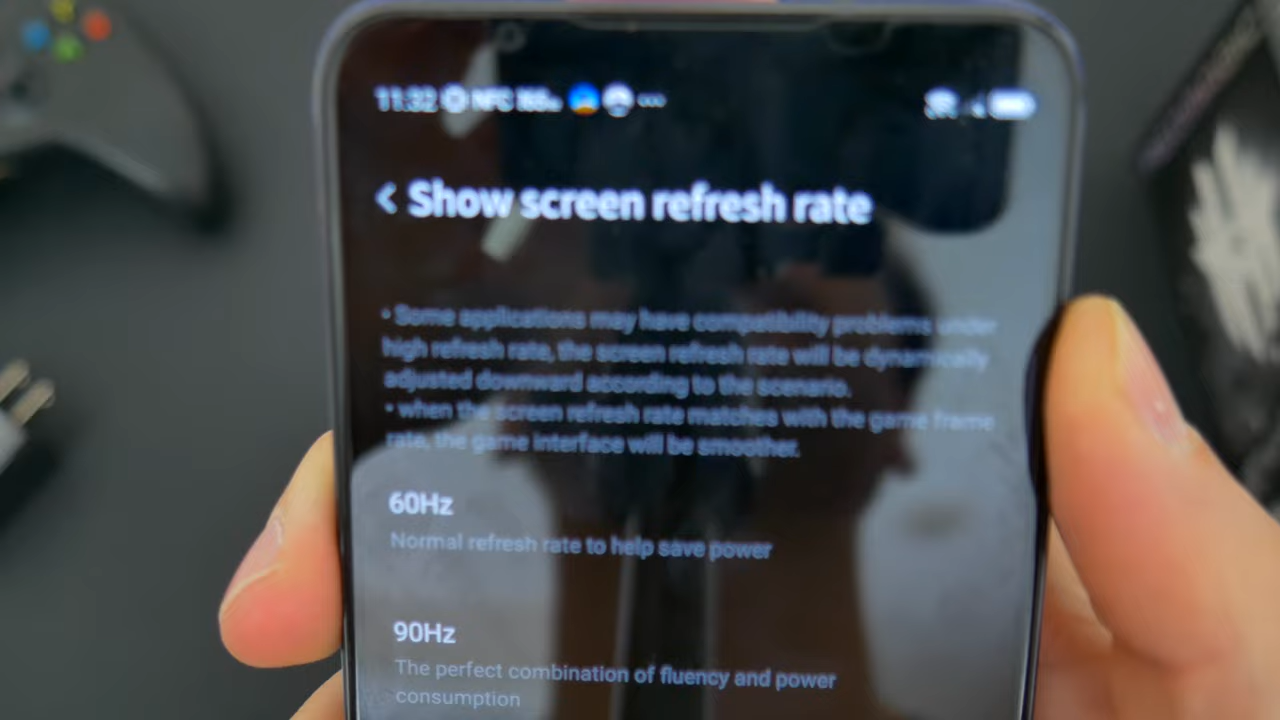 11:32 NFC
Show screen refresh rate
• Some applications may have compatibility problems under
high refresh rate, the screen refresh rate will be dynamically
adjusted downward according to the scenario.
• when the screen refresh rate matches with the game frame
rate, the game interface will be smoother.
60Hz
Normal refresh rate to help save power
90Hz
The perfect combination of fluency and power
consumption